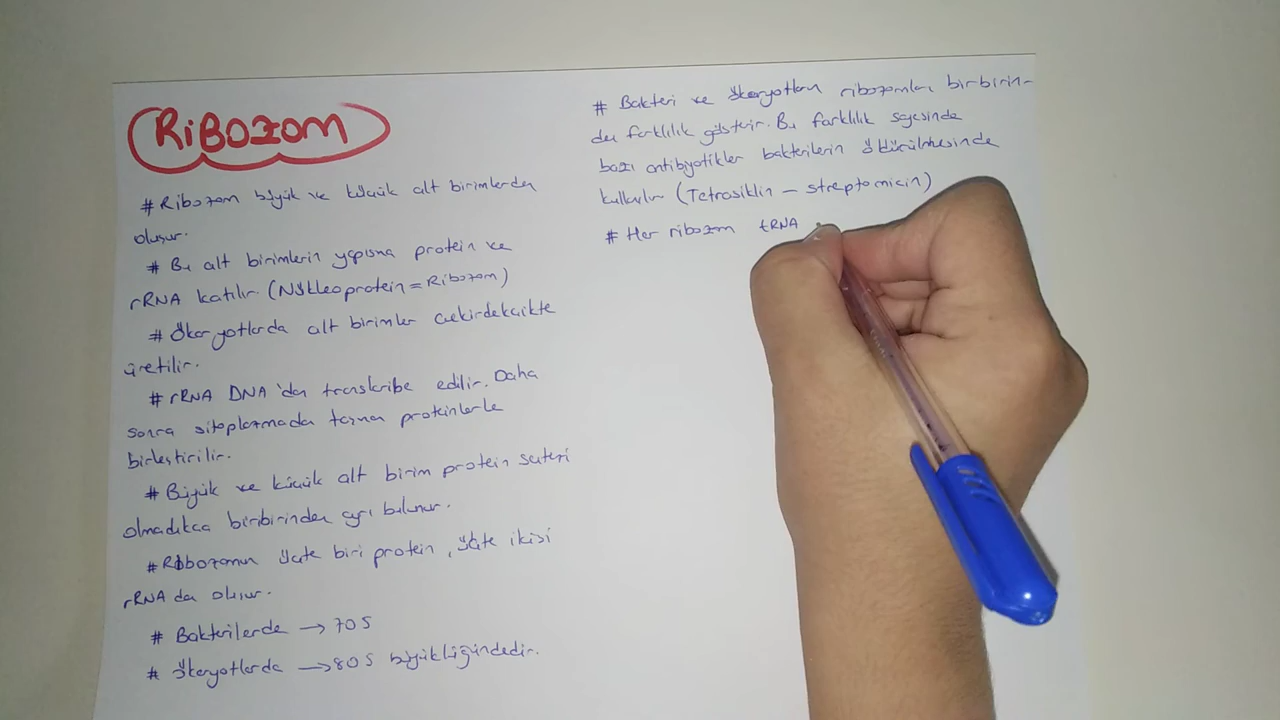 RiBOZOM
# Ribozom büyük ve küçük alt birimlerden
oluşur.
# Bu alt birimlerin yapısına protein ve
rRNA katılır. (Nükleoprotein = Ribozom)
# Ökaryotlarda alt birimler çekirdekçikte
üretilir.
# rRNA DNA'dan transkribe edilir. Daha
sonra sitoplazmada taşınan proteinlerle
birleştirilir.
# Büyük ve küçük alt birim protein sentezi
olmadıkça birbirinden ayrı bulunur.
# Ribozomun üçte biri protein, üçte ikisi
rRNA dan oluşur.
# Bakterilerde → 70S
# Ökaryotlarda → 80S büyüklüğündedir.
# Bakteri ve ökaryotların ribozomları birbirin-
den farklılık gösterir. Bu farklılık sayesinde
bazı antibiyotikler bakterilerin öldürülmesinde
kullanılır (Tetrasiklin - streptomicin)
# Her ribozom tRNA